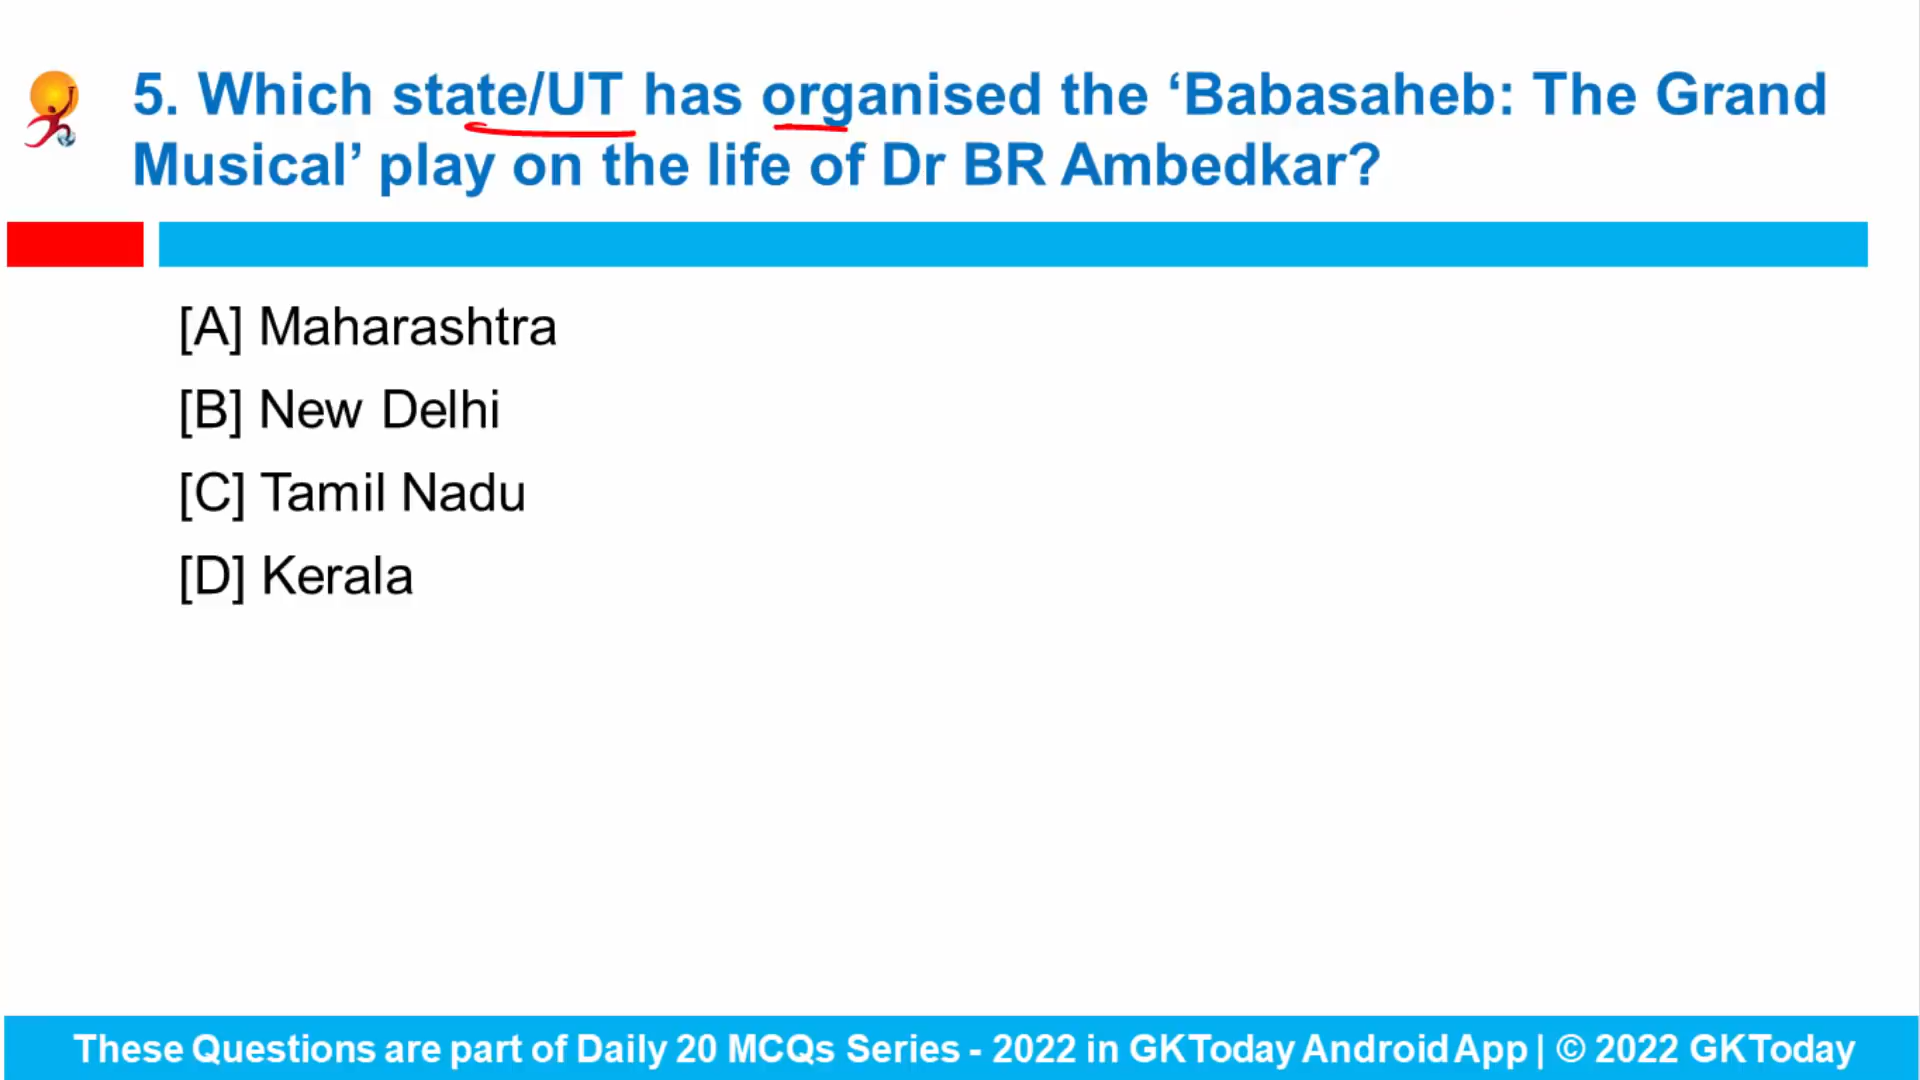 5. Which state/UT has organised the ‘Babasaheb: The Grand
Musical’ play on the life of Dr BR Ambedkar?
[A] Maharashtra
[B] New Delhi
[C] Tamil Nadu
[D] Kerala
These Questions are part of Daily 20 MCQs Series - 2022 in GKToday Android App | © 2022 GKToday